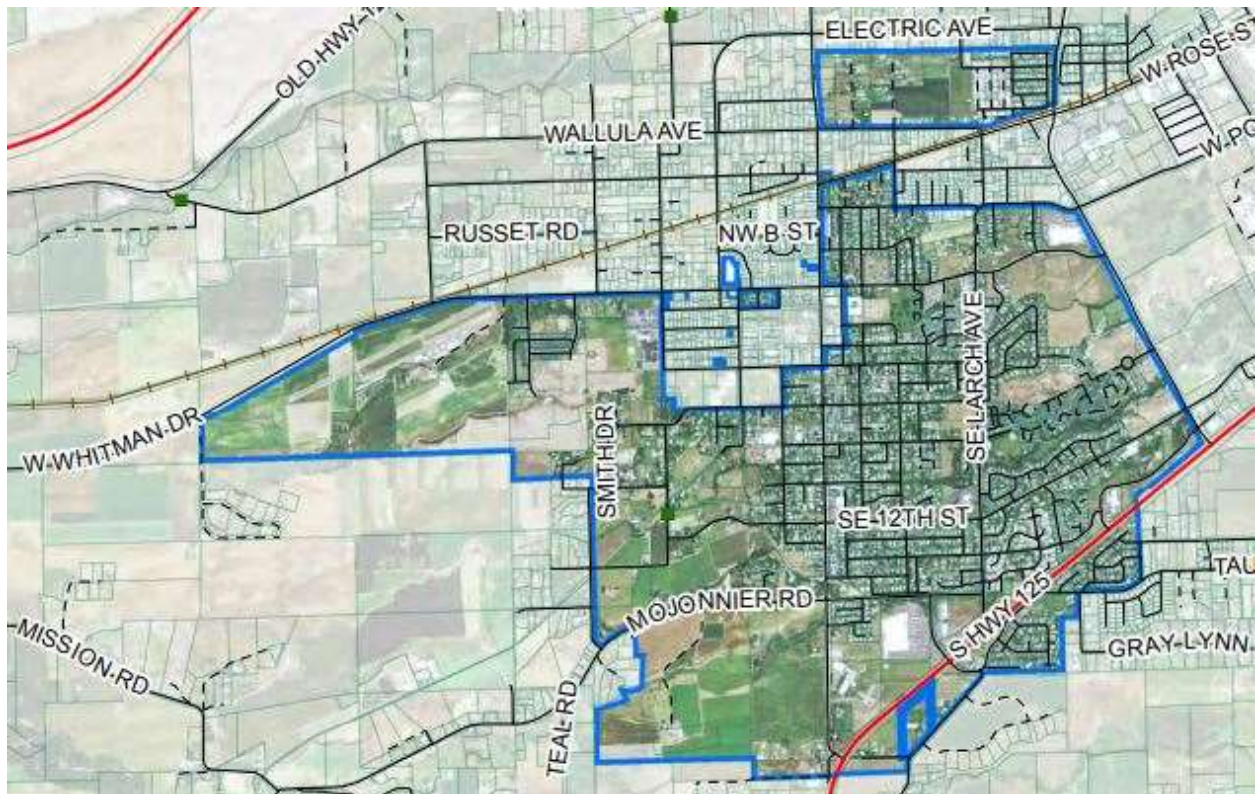 ELECTRIC AVE
OLD HWY 12
W ROSE S
WALLULA AVE
W PO
RUSSET RD
NW B ST
SE LARCH AVE
W WHITMAN DR
SMITH DR
SE 12TH ST
TAU
MOJONNIER RD
S HWY 125
MISSION RD
GRAY LYNN
TEAL RD